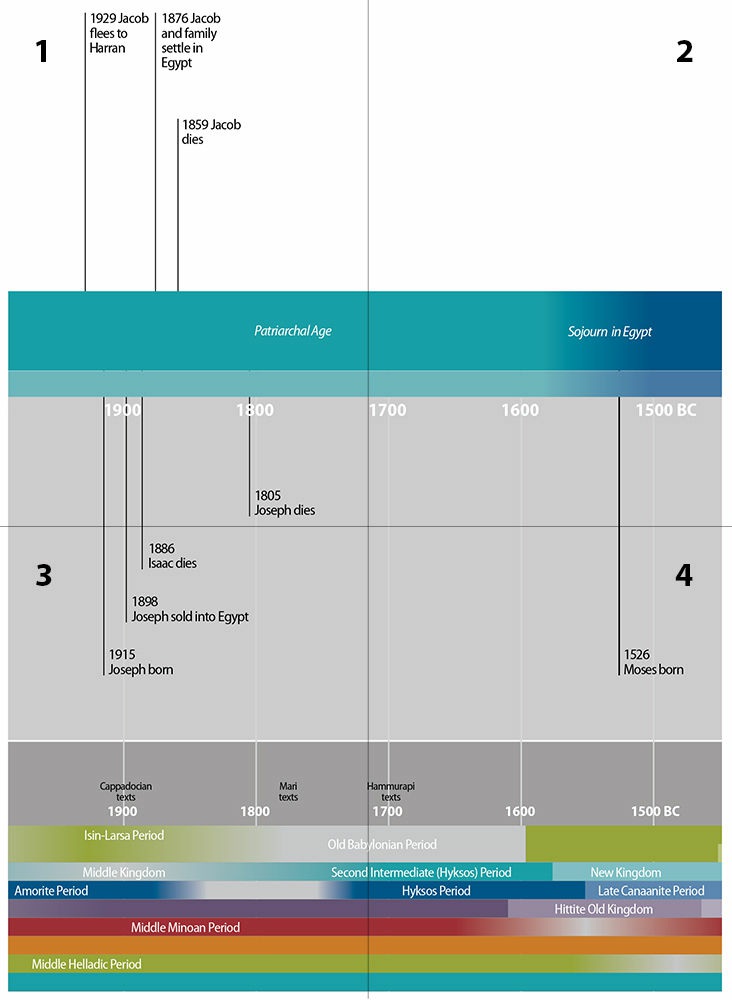 1
1929 Jacob
flees to
Harran
1876 Jacob
and family
settle in
Egypt
1859 Jacob
dies
2
Patriarchal Age
Sojourn in Egypt
1900
1800
1700
1600
1500 BC
1805
Joseph dies
1886
Isaac dies
3
4
1898
Joseph sold into Egypt
1915
Joseph born
1526
Moses born
Cappadocian
texts
Mari
texts
Hammurapi
texts
1900
1800
1700
1600
1500 BC
Isin-Larsa Period
Old Babylonian Period
Middle Kingdom
Second Intermediate (Hyksos) Period
New Kingdom
Amorite Period
Hyksos Period
Late Canaanite Period
Hittite Old Kingdom
Middle Minoan Period
Middle Helladic Period